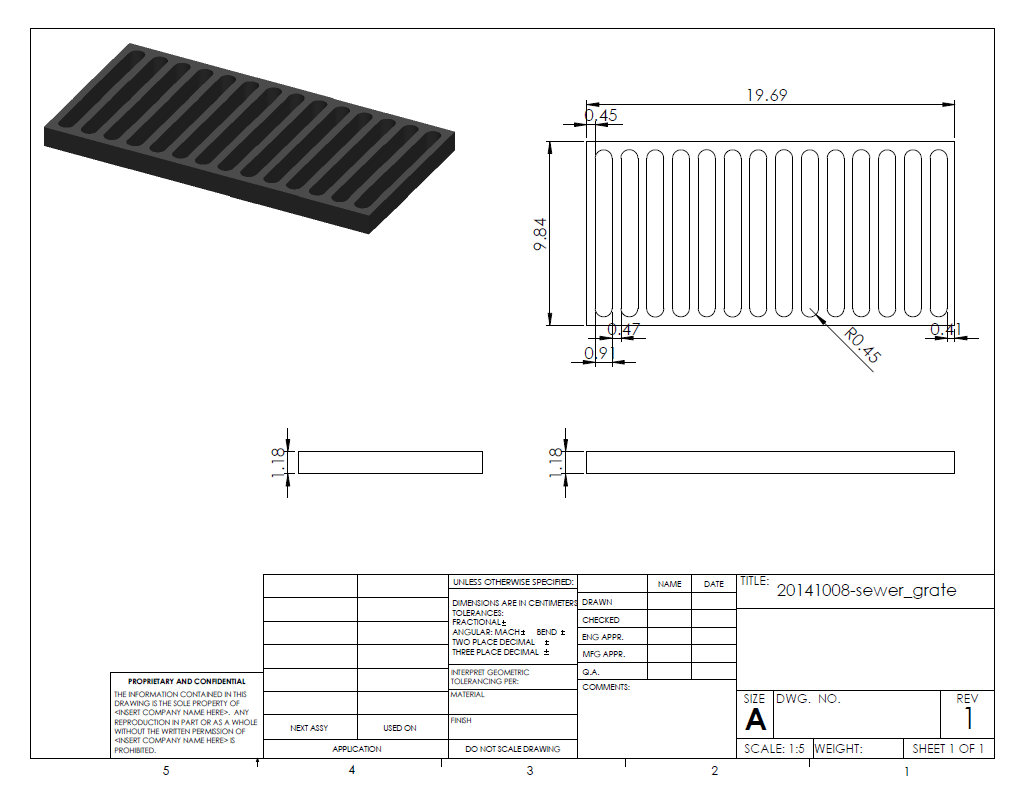 19.69
0.45
9.84
0.47
0.41
0.91
R0.45
1.18
1.18
UNLESS OTHERWISE SPECIFIED:
DIMENSIONS ARE IN CENTIMETERS
TOLERANCES:
FRACTIONAL±
ANGULAR: MACH± BEND ±
TWO PLACE DECIMAL ±
THREE PLACE DECIMAL ±
INTERPRET GEOMETRIC
TOLERANCING PER:
MATERIAL
FINISH
DO NOT SCALE DRAWING
NAME DATE
DRAWN
CHECKED
ENG APPR.
MFG APPR.
Q.A.
COMMENTS:
TITLE:
20141008-sewer_grate
SIZE DWG. NO. REV
A 1
SCALE: 1:5 WEIGHT: SHEET 1 OF 1
PROPRIETARY AND CONFIDENTIAL
THE INFORMATION CONTAINED IN THIS
DRAWING IS THE SOLE PROPERTY OF
<INSERT COMPANY NAME HERE>. ANY
REPRODUCTION IN PART OR AS A WHOLE
WITHOUT THE WRITTEN PERMISSION OF
<INSERT COMPANY NAME HERE> IS
PROHIBITED.
NEXT ASSY USED ON
APPLICATION
5 4 3 2 1